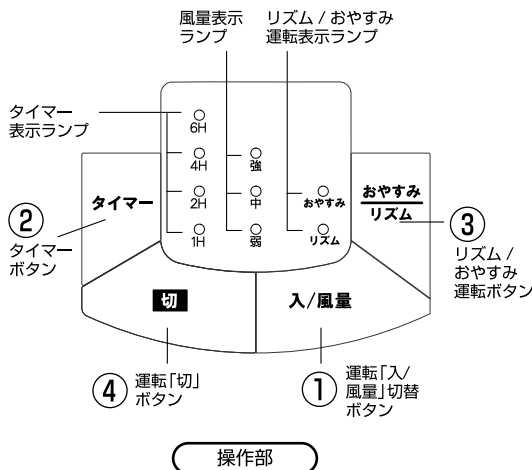 風量表示
ランプ
リズム / おやすみ
運転表示ランプ
タイマー
表示ランプ
6H
4H
2H
1H
強
中
弱
おやすみ
リズム
タイマー
おやすみ
リズム
②
タイマー
ボタン
③
リズム /
おやすみ
運転ボタン
切
入/風量
④
運転「切」
ボタン
①
運転「入/
風量」切替
ボタン
操作部